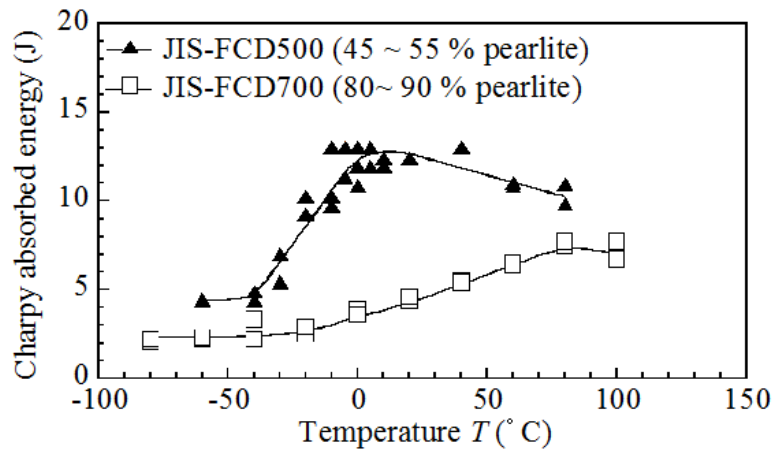 Charpy absorbed energy (J)
20
15
10
5
0
JIS-FCD500 (45 ~ 55 % pearlite)
JIS-FCD700 (80~ 90 % pearlite)
-100 -50 0 50 100 150
Temperature T (° C)